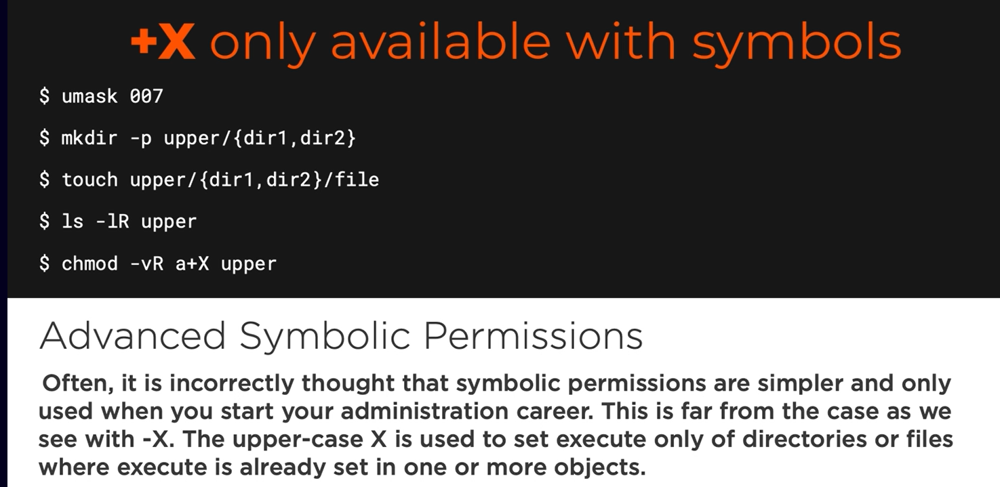 +X only available with symbols
$ umask 007
$ mkdir -p upper/{dir1,dir2}
$ touch upper/{dir1,dir2}/file
$ ls -lR upper
$ chmod -vR a+X upper
Advanced Symbolic Permissions
Often, it is incorrectly thought that symbolic permissions are simpler and only
used when you start your administration career. This is far from the case as we
see with -X. The upper-case X is used to set execute only of directories or files
where execute is already set in one or more objects.